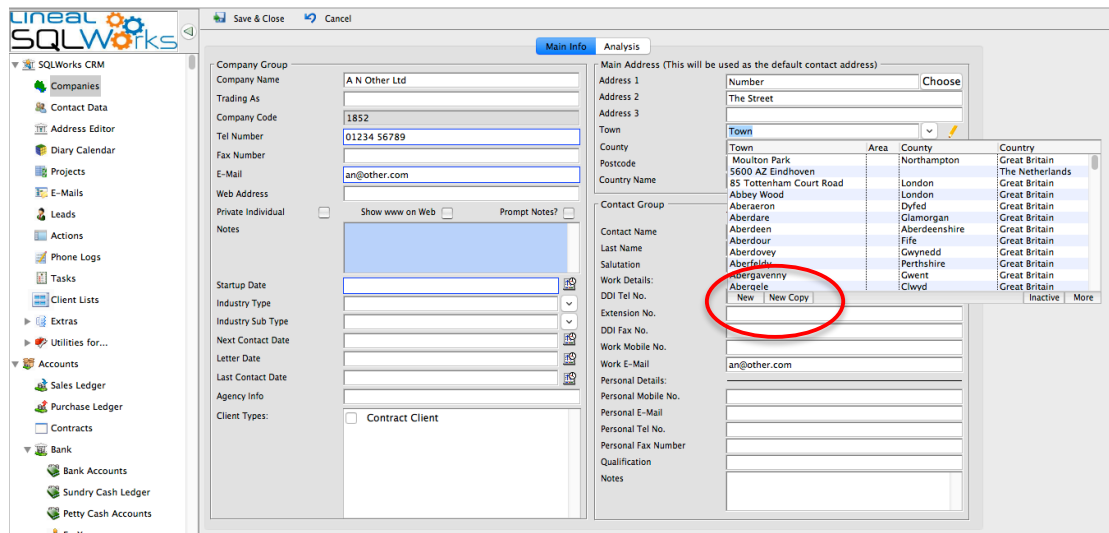 LINEAL
SQLWorks
Save & Close Cancel
Main Info Analysis
SQLWorks CRM
Companies
Contact Data
Address Editor
Diary Calendar
Projects
E-Mails
Leads
Actions
Phone Logs
Tasks
Client Lists
Extras
Utilities for...
Accounts
Sales Ledger
Purchase Ledger
Contracts
Bank
Bank Accounts
Sundry Cash Ledger
Petty Cash Accounts
Company Group
Company Name A N Other Ltd
Trading As
Company Code 1852
Tel Number 01234 56789
Fax Number
E-Mail an@other.com
Web Address
Private Individual Show www on Web Prompt Notes?
Notes
Startup Date
Industry Type
Industry Sub Type
Next Contact Date
Letter Date
Last Contact Date
Agency Info
Client Types: Contract Client
Main Address (This will be used as the default contact address)
Address 1 Number Choose
Address 2 The Street
Address 3
Town Town
County
Postcode
Country Name
Town Area County Country
Moulton Park Northampton Great Britain
5600 AZ Eindhoven The Netherlands
85 Tottenham Court Road London Great Britain
Abbey Wood London Great Britain
Aberaeron Dyfed Great Britain
Aberdare Glamorgan Great Britain
Aberdeen Aberdeenshire Great Britain
Aberdour Fife Great Britain
Aberdovey Gwynedd Great Britain
Aberfeldy Perthshire Great Britain
Abergavenny Gwent Great Britain
Abergele Clwyd Great Britain
New New Copy Inactive More
Contact Group
Contact Name
Last Name
Salutation
Work Details:
DDI Tel No.
Extension No.
DDI Fax No.
Work Mobile No.
Work E-Mail an@other.com
Personal Details:
Personal Mobile No.
Personal E-Mail
Personal Tel No.
Personal Fax Number
Qualification
Notes